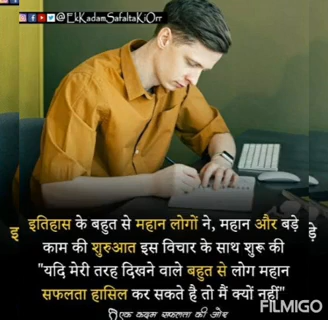 @EkKadamSafaltaKiOrr
इतिहास के बहुत से महान लोगों ने, महान और बड़े
काम की शुरुआत इस विचार के साथ शुरू की
"यदि मेरी तरह दिखने वाले बहुत से लोग महान
सफलता हासिल कर सकते है तो मैं क्यों नहीं"
एक कदम सफलता की ओर
FILMIGO